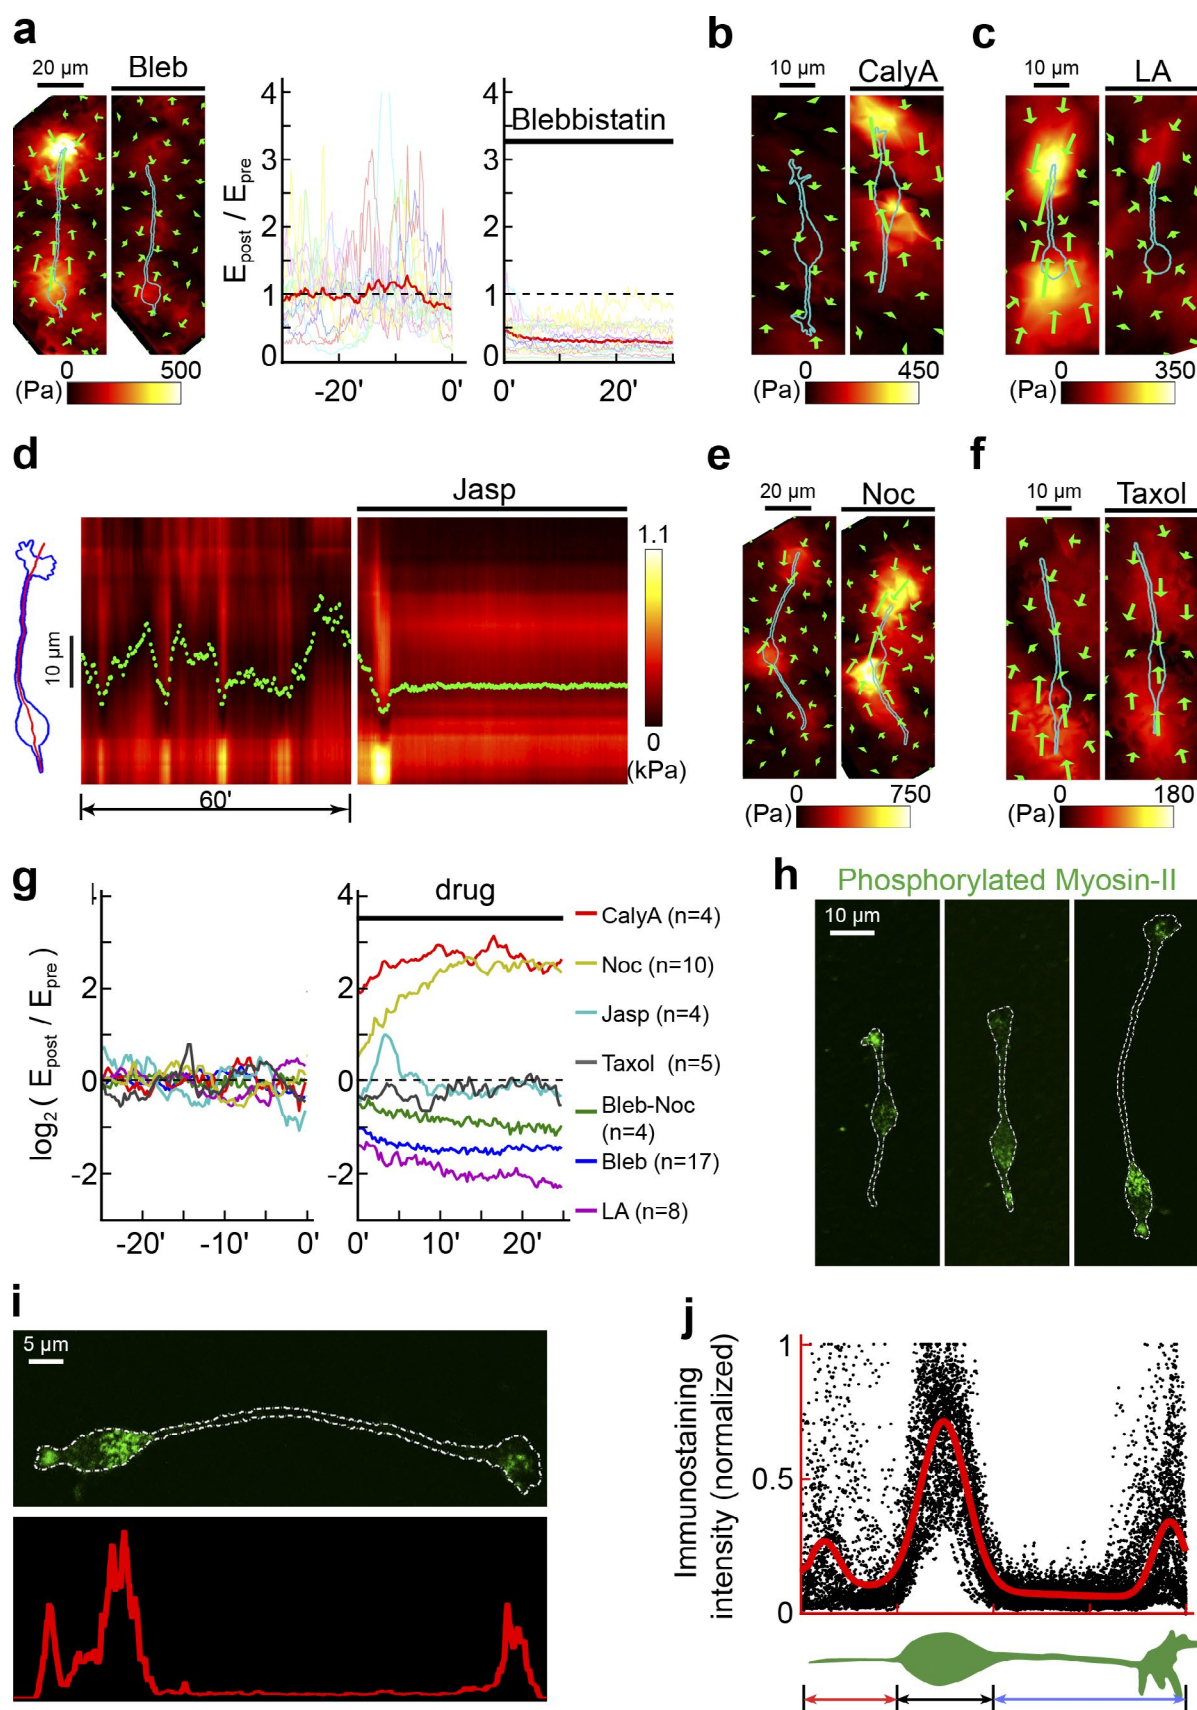 a
20 µm
Bleb
0
500
(Pa)
E_post / E_pre
4
3
2
1
0
-20'
0'
4
3
2
1
0
Blebbistatin
0'
20'
b
10 µm
CalyA
0
450
(Pa)
c
10 µm
LA
0
350
(Pa)
d
Jasp
10 µm
60'
1.1
0
(kPa)
e
20 µm
Noc
0
750
(Pa)
f
10 µm
Taxol
0
180
(Pa)
g
log2 ( E_post / E_pre )
2
0
-2
-20'
-10'
0'
drug
4
2
0
-2
0'
10'
20'
CalyA (n=4)
Noc (n=10)
Jasp (n=4)
Taxol (n=5)
Bleb-Noc
(n=4)
Bleb (n=17)
LA (n=8)
h
Phosphorylated Myosin-II
10 µm
i
5 µm
j
Immunostaining
intensity (normalized)
1
0.5
0